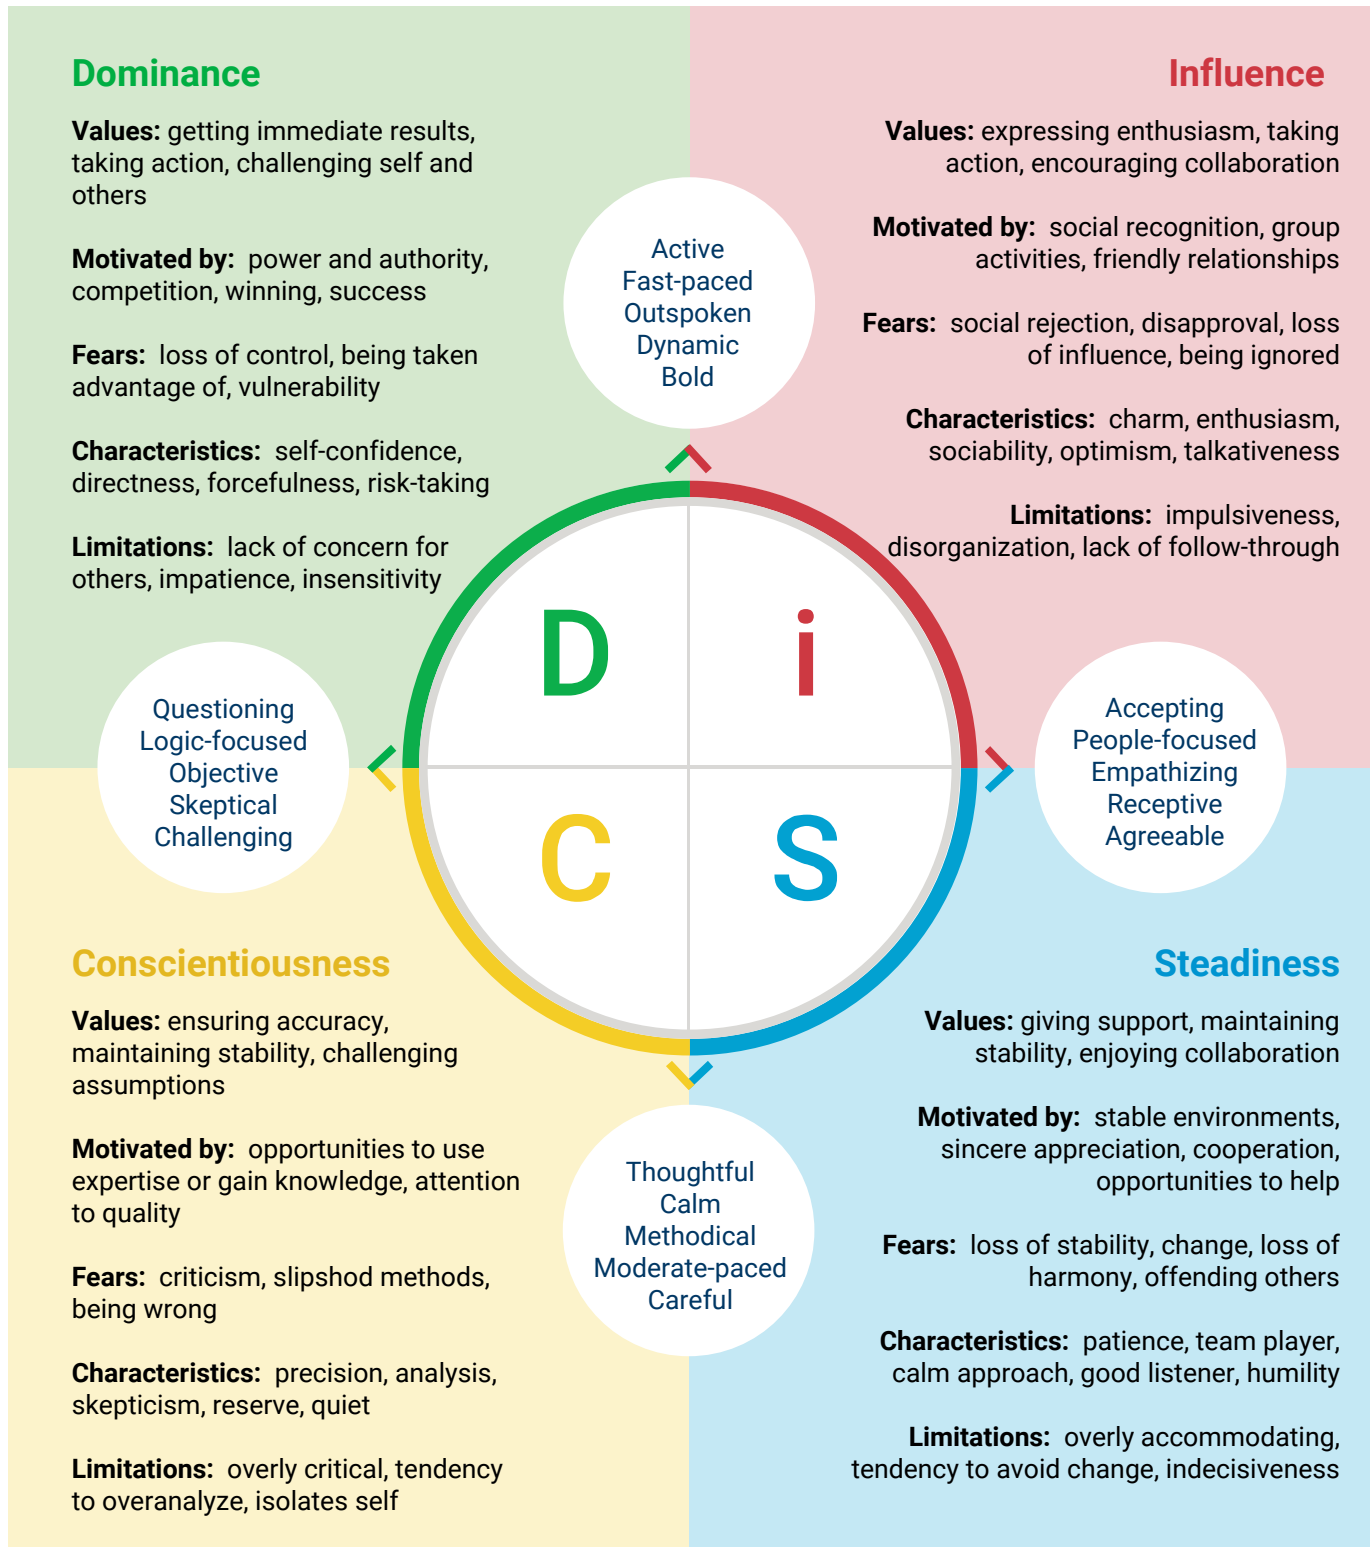 Dominance
Values: getting immediate results,
taking action, challenging self and
others
Motivated by: power and authority,
competition, winning, success
Fears: loss of control, being taken
advantage of, vulnerability
Characteristics: self-confidence,
directness, forcefulness, risk-taking
Limitations: lack of concern for
others, impatience, insensitivity
Influence
Values: expressing enthusiasm, taking
action, encouraging collaboration
Motivated by: social recognition, group
activities, friendly relationships
Fears: social rejection, disapproval, loss
of influence, being ignored
Characteristics: charm, enthusiasm,
sociability, optimism, talkativeness
Limitations: impulsiveness,
disorganization, lack of follow-through
Active
Fast-paced
Outspoken
Dynamic
Bold
Questioning
Logic-focused
Objective
Skeptical
Challenging
D
i
C
S
Accepting
People-focused
Empathizing
Receptive
Agreeable
Conscientiousness
Values: ensuring accuracy,
maintaining stability, challenging
assumptions
Motivated by: opportunities to use
expertise or gain knowledge, attention
to quality
Fears: criticism, slipshod methods,
being wrong
Characteristics: precision, analysis,
skepticism, reserve, quiet
Limitations: overly critical, tendency
to overanalyze, isolates self
Thoughtful
Calm
Methodical
Moderate-paced
Careful
Steadiness
Values: giving support, maintaining
stability, enjoying collaboration
Motivated by: stable environments,
sincere appreciation, cooperation,
opportunities to help
Fears: loss of stability, change, loss of
harmony, offending others
Characteristics: patience, team player,
calm approach, good listener, humility
Limitations: overly accommodating,
tendency to avoid change, indecisiveness